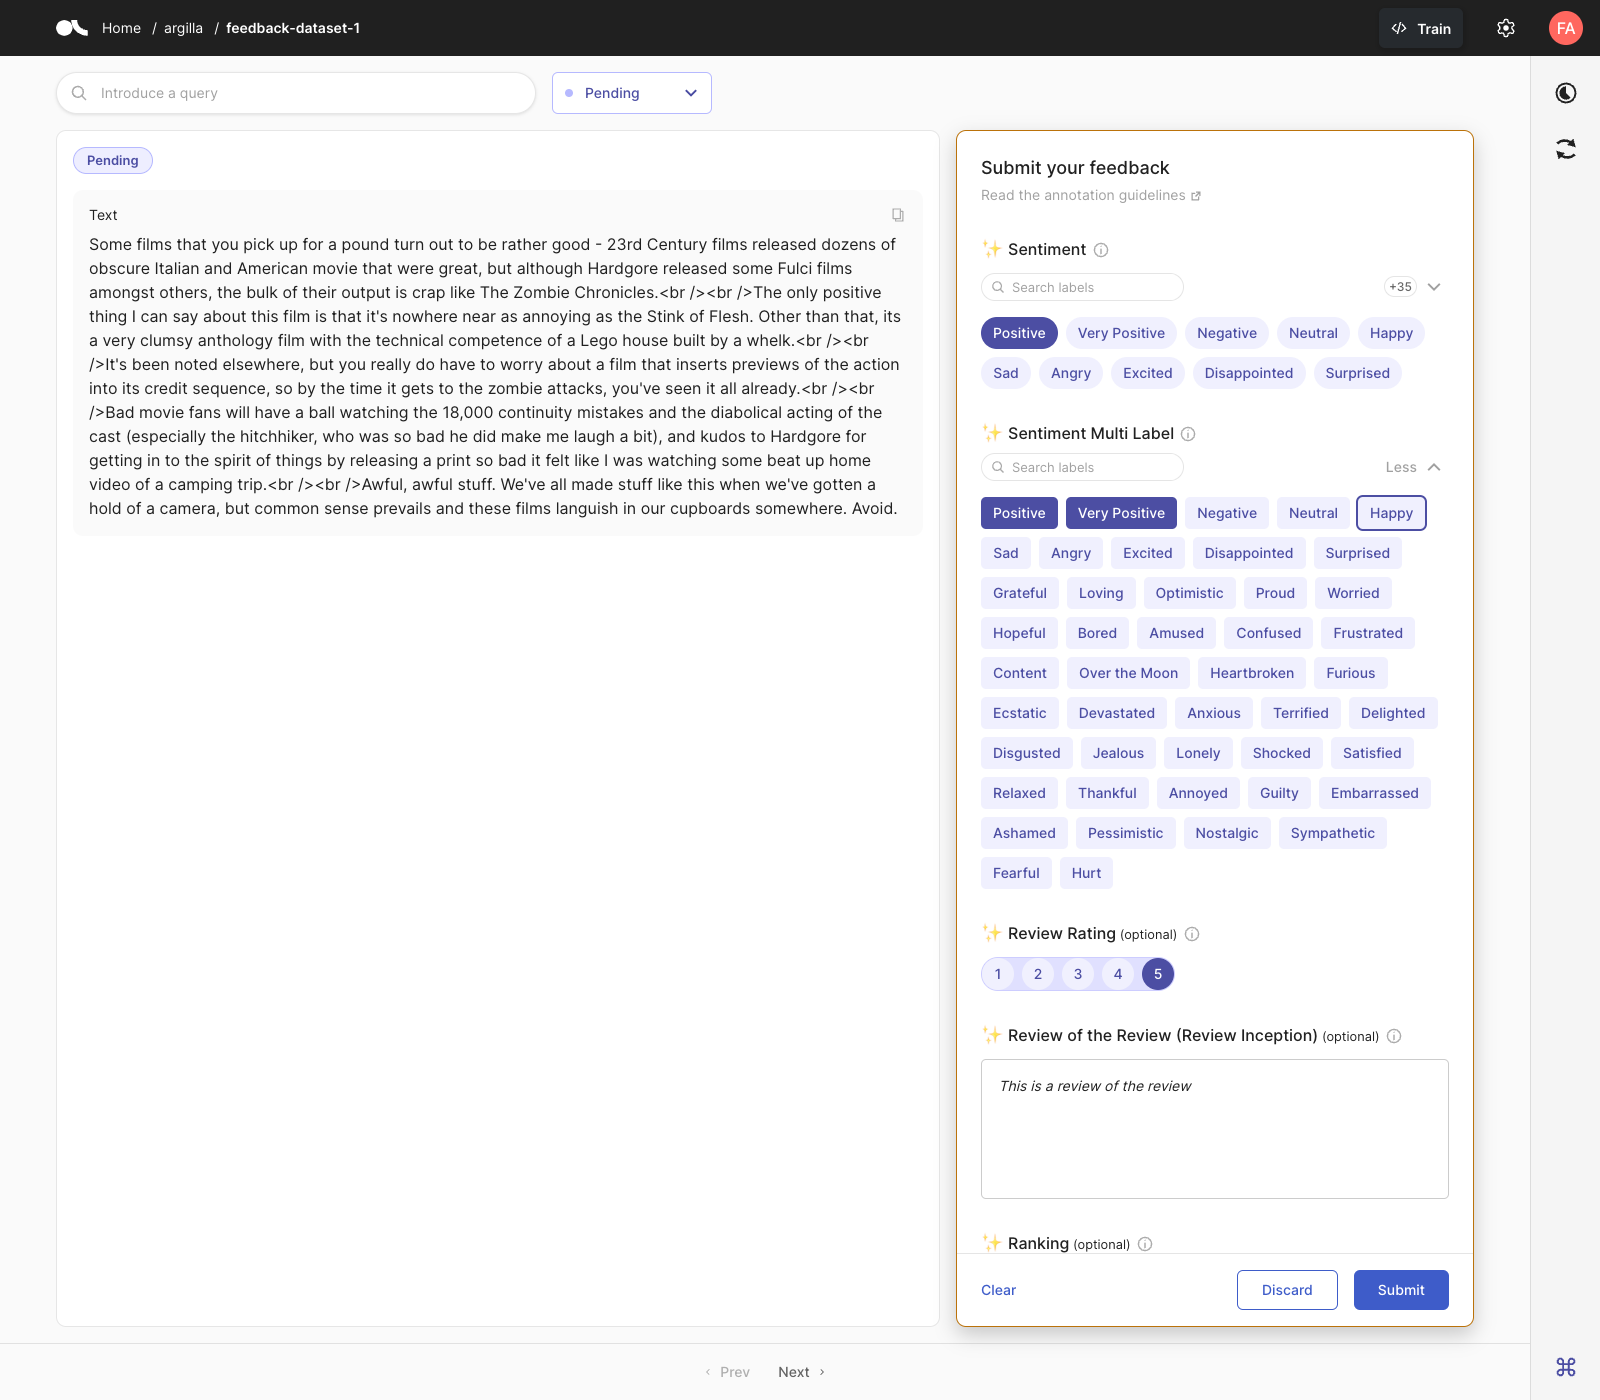 Home / argilla / feedback-dataset-1
Train
FA
Introduce a query
Pending
Pending
Text
Some films that you pick up for a pound turn out to be rather good - 23rd Century films released dozens of
obscure Italian and American movie that were great, but although Hardgore released some Fulci films
amongst others, the bulk of their output is crap like The Zombie Chronicles.<br /><br />The only positive
thing I can say about this film is that it's nowhere near as annoying as the Stink of Flesh. Other than that, its
a very clumsy anthology film with the technical competence of a Lego house built by a whelk.<br /><br
/>It's been noted elsewhere, but you really do have to worry about a film that inserts previews of the action
into its credit sequence, so by the time it gets to the zombie attacks, you've seen it all already.<br /><br
/>Bad movie fans will have a ball watching the 18,000 continuity mistakes and the diabolical acting of the
cast (especially the hitchhiker, who was so bad he did make me laugh a bit), and kudos to Hardgore for
getting in to the spirit of things by releasing a print so bad it felt like I was watching some beat up home
video of a camping trip.<br /><br />Awful, awful stuff. We've all made stuff like this when we've gotten a
hold of a camera, but common sense prevails and these films languish in our cupboards somewhere. Avoid.
Submit your feedback
Read the annotation guidelines
Sentiment
Search labels
+35
Positive Very Positive Negative Neutral Happy
Sad Angry Excited Disappointed Surprised
Sentiment Multi Label
Search labels
Less
Positive Very Positive Negative Neutral Happy
Sad Angry Excited Disappointed Surprised
Grateful Loving Optimistic Proud Worried
Hopeful Bored Amused Confused Frustrated
Content Over the Moon Heartbroken Furious
Ecstatic Devastated Anxious Terrified Delighted
Disgusted Jealous Lonely Shocked Satisfied
Relaxed Thankful Annoyed Guilty Embarrassed
Ashamed Pessimistic Nostalgic Sympathetic
Fearful Hurt
Review Rating (optional)
1 2 3 4 5
Review of the Review (Review Inception) (optional)
This is a review of the review
Ranking (optional)
Clear
Discard
Submit
Prev
Next